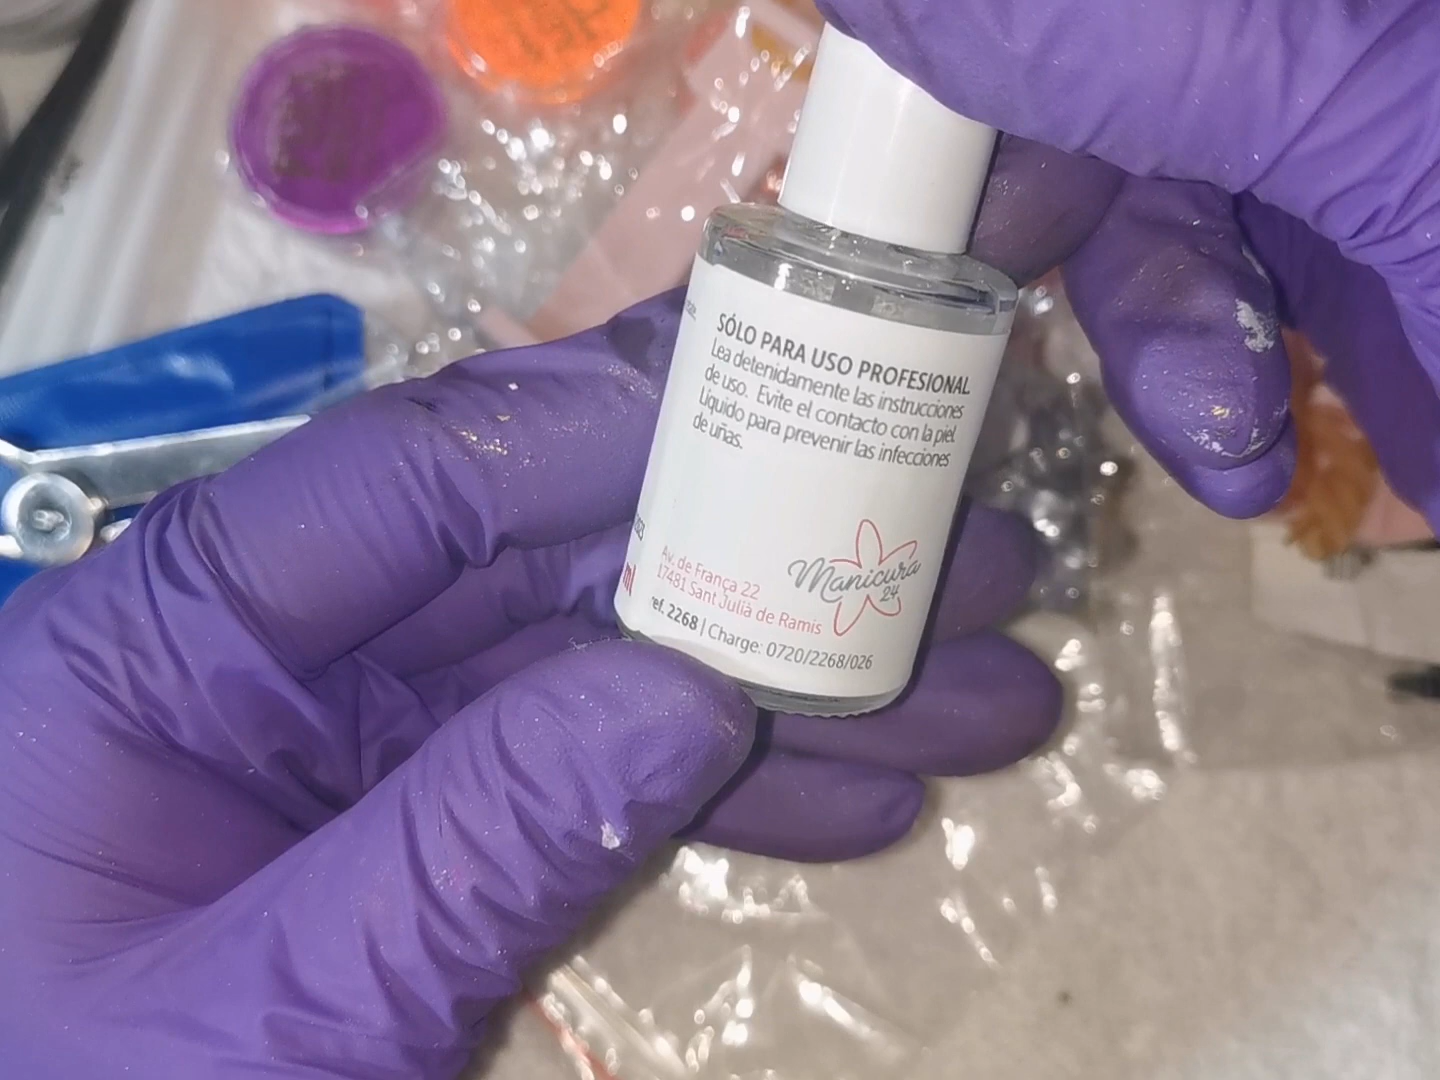 SÓLO PARA USO PROFESIONAL
Lea detenidamente las instrucciones
de uso. Evite el contacto con la piel.
Líquido para prevenir las infecciones
de uñas.
Manicura
24
Av. de França 22
17481 Sant Julià de Ramis
ref. 2268 | Charge: 0720/2268/026
ml